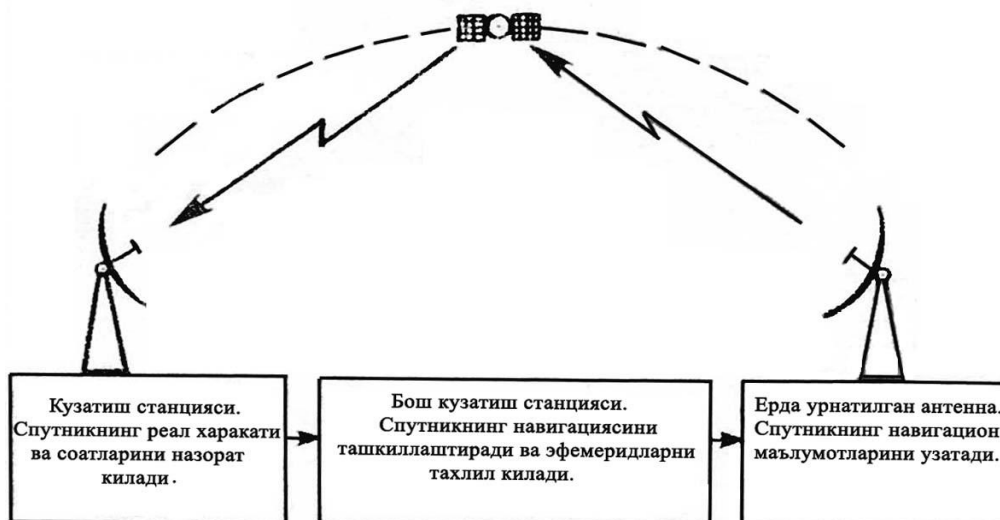 Кузатиш станцияси.
Спутникнинг реал харакати
ва соатларини назорат
килади.
Бош кузатиш станцияси.
Спутникнинг навигациясини
ташкиллаштиради ва эфемеридларни
тахлил килади.
Ерда урнатилган антенна.
Спутникнинг навигацион
маълумотларини узатади.